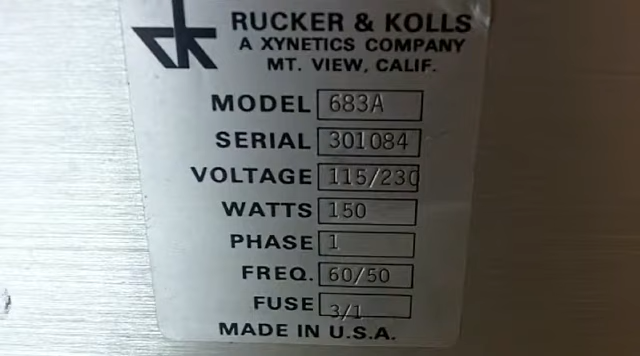 RUCKER & KOLLS
A XYNETICS COMPANY
MT. VIEW, CALIF.
MODEL 683A
SERIAL 301084
VOLTAGE 115/230
WATTS 150
PHASE 1
FREQ. 60/50
FUSE 3/1
MADE IN U.S.A.